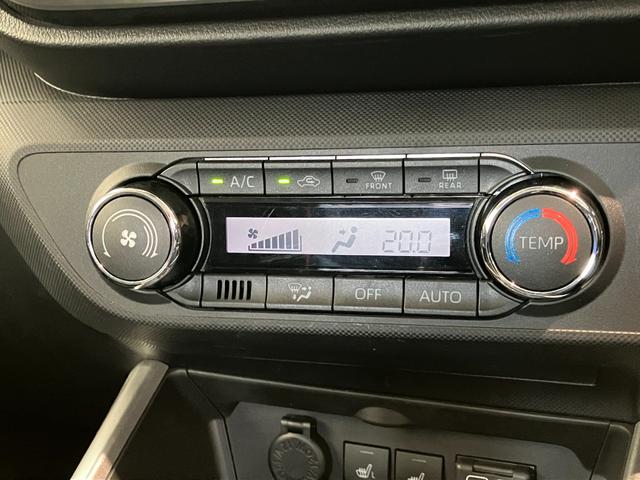 A/C
FRONT
REAR
20.0
TEMP
OFF
AUTO